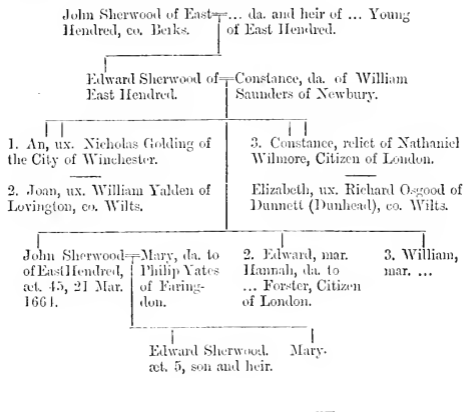 John Sherwood of East=... da. and heir of ... Young
Hendred, co. Berks. of East Hendred.
Edward Sherwood of=Constance, da. of William
East Hendred. Saunders of Newbury.
1. An, ux. Nicholas Golding of
the City of Winchester.
3. Constance, relict of Nathaniel
Wilmore, Citizen of London.
2. Joan, ux. William Yalden of
Lovington, co. Wilts.
Elizabeth, ux. Richard Osgood of
Dunnett (Dunhead), co. Wilts.
John Sherwood=Mary, da. to
of East Hendred, Philip Yates
æt. 45, 21 Mar. of Faring-
1664. don.
2. Edward, mar.
Hannah, da. to
... Forster, Citizen
of London.
3. William,
mar. ...
Edward Sherwood.
æt. 5, son and heir.
Mary.